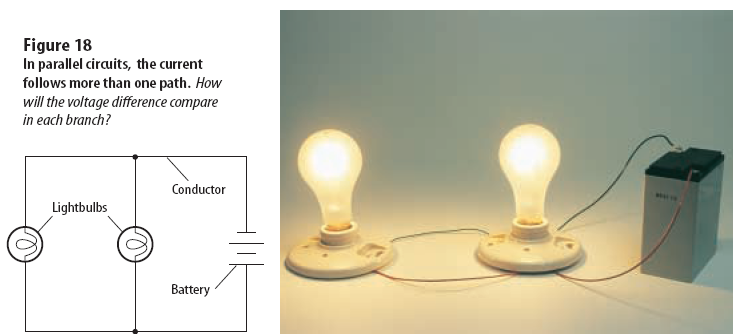 Figure 18
In parallel circuits, the current
follows more than one path. How
will the voltage difference compare
in each branch?
Conductor
Lightbulbs
Battery